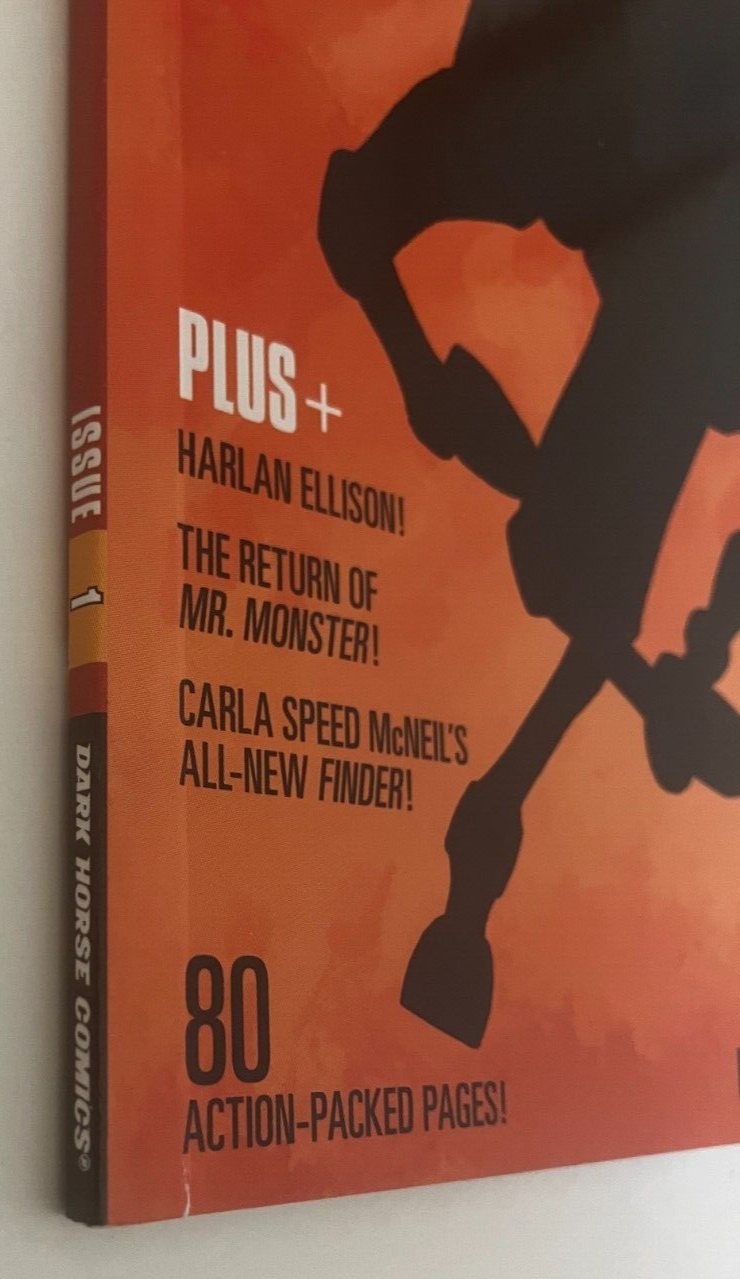 PLUS +
HARLAN ELLISON!
THE RETURN OF
MR. MONSTER!
CARLA SPEED McNEIL'S
ALL-NEW FINDER!
80
ACTION-PACKED PAGES!
ISSUE
1
DARK HORSE COMICS®